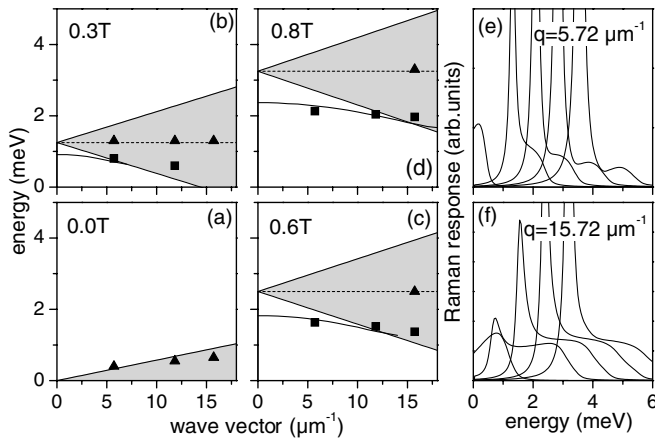 (b) 0.3T
4
2
0
energy (meV)
0.8T (d)
(a) 0.0T
4
2
0
0 5 10 15
0.6T (c)
0 5 10 15
wave vector (µm⁻¹)
Raman response (arb.units)
(e) q=5.72 µm⁻¹
(f) q=15.72 µm⁻¹
0 2 4 6
energy (meV)